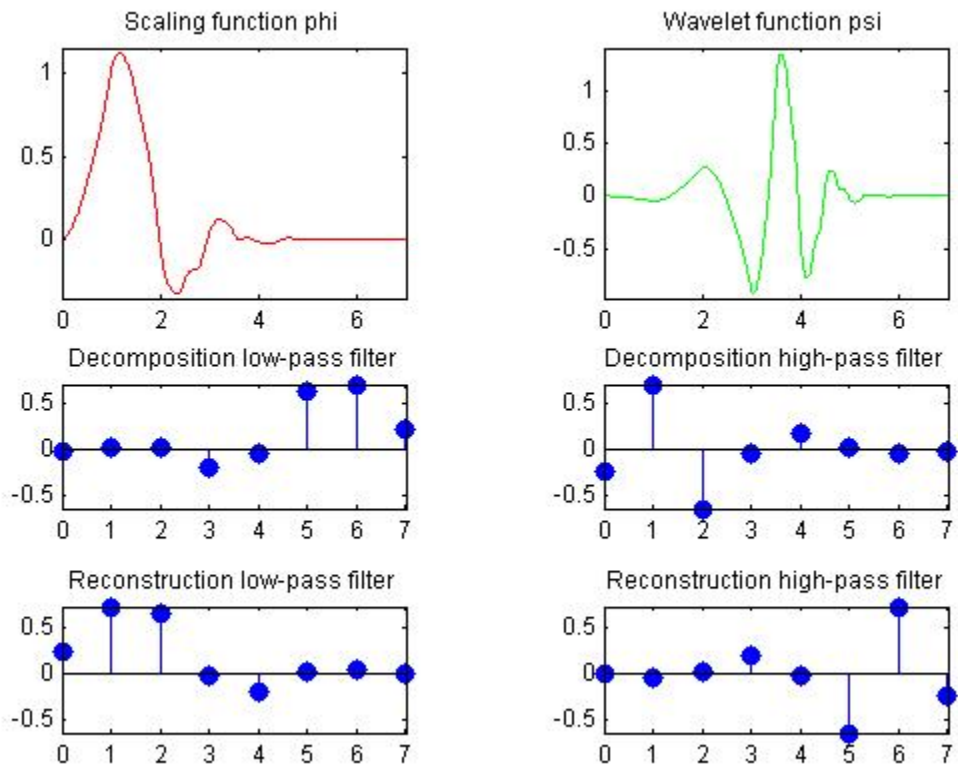 Scaling function phi
1
0.5
0
0 2 4 6
Wavelet function psi
1
0.5
0
-0.5
0 2 4 6
Decomposition low-pass filter
0.5
0
-0.5
0 1 2 3 4 5 6 7
Decomposition high-pass filter
0.5
0
-0.5
0 1 2 3 4 5 6 7
Reconstruction low-pass filter
0.5
0
-0.5
0 1 2 3 4 5 6 7
Reconstruction high-pass filter
0.5
0
-0.5
0 1 2 3 4 5 6 7